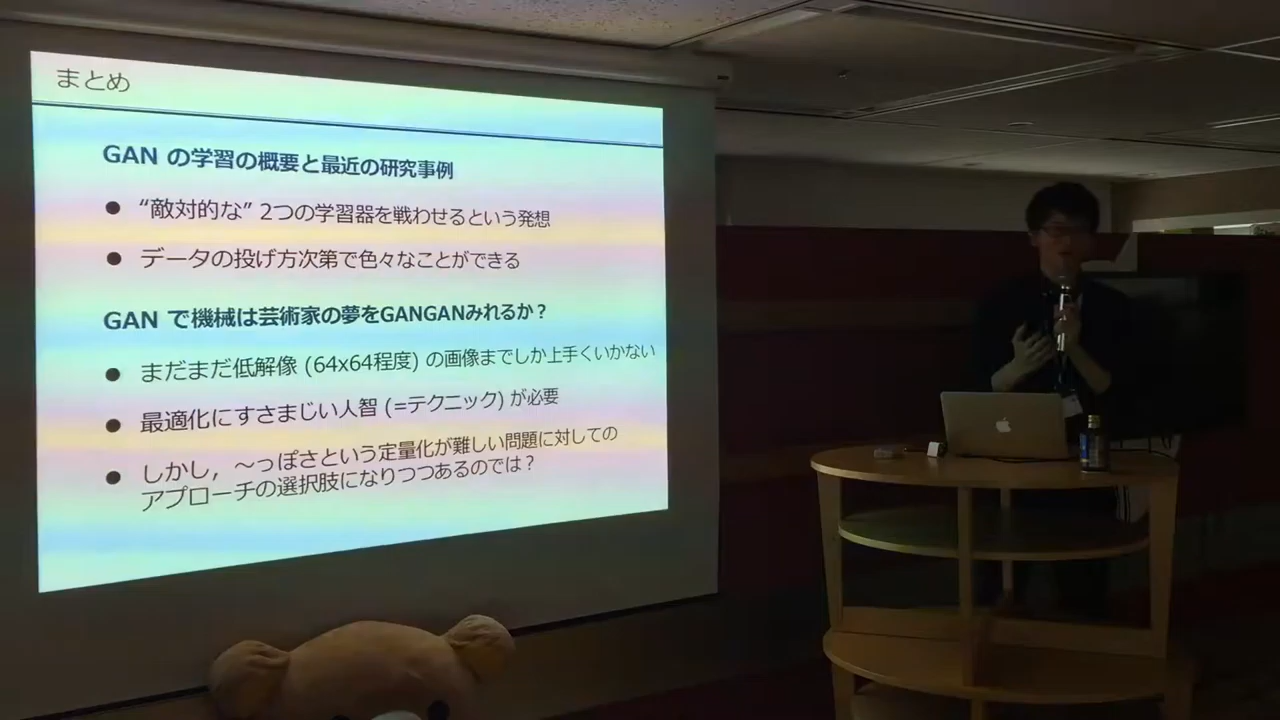 まとめ
GAN の学習の概要と最近の研究事例
● “敵対的な” 2つの学習器を戦わせるという発想
● データの投げ方次第で色々なことができる
GAN で機械は芸術家の夢をGANGANみれるか？
● まだまだ低解像 (64x64程度) の画像までしか上手くいかない
● 最適化にすさまじい人智 (=テクニック) が必要
● しかし，～っぽさという定量化が難しい問題に対しての
アプローチの選択肢になりつつあるのでは？